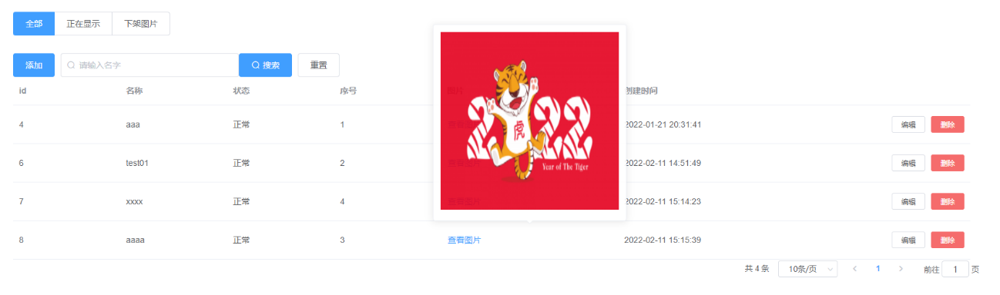 全部 正在显示 下架图片
添加 请输入名字 搜索 重置
id 名称 状态 序号 图片 创建时间
4 aaa 正常 1 查看图片 2022-01-21 20:31:41 编辑 删除
6 test01 正常 2 查看图片 2022-02-11 14:51:49 编辑 删除
7 xxxx 正常 4 查看图片 2022-02-11 15:14:23 编辑 删除
8 aaaa 正常 3 查看图片 2022-02-11 15:15:39 编辑 删除
2022
虎
Year of The Tiger
共 4 条 10条/页 1 前往 1 页